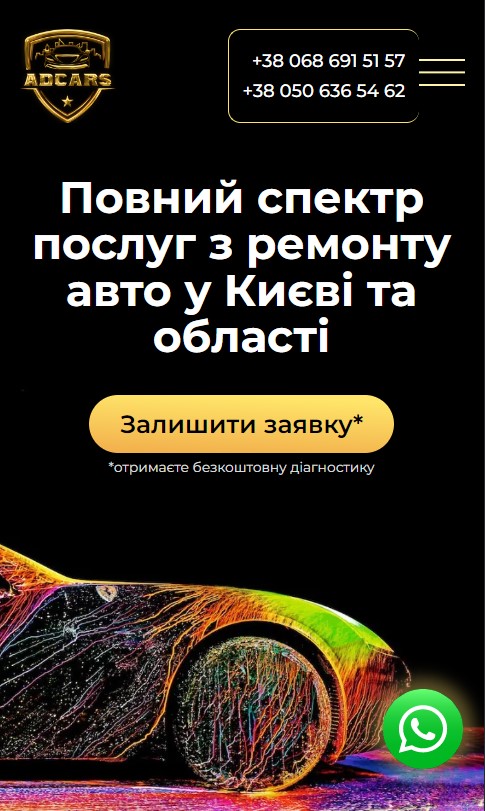 ADCARS
+38 068 691 51 57
+38 050 636 54 62
Повний спектр
послуг з ремонту
авто у Києві та
області
Залишити заявку*
*отримаєте безкоштовну діагностику